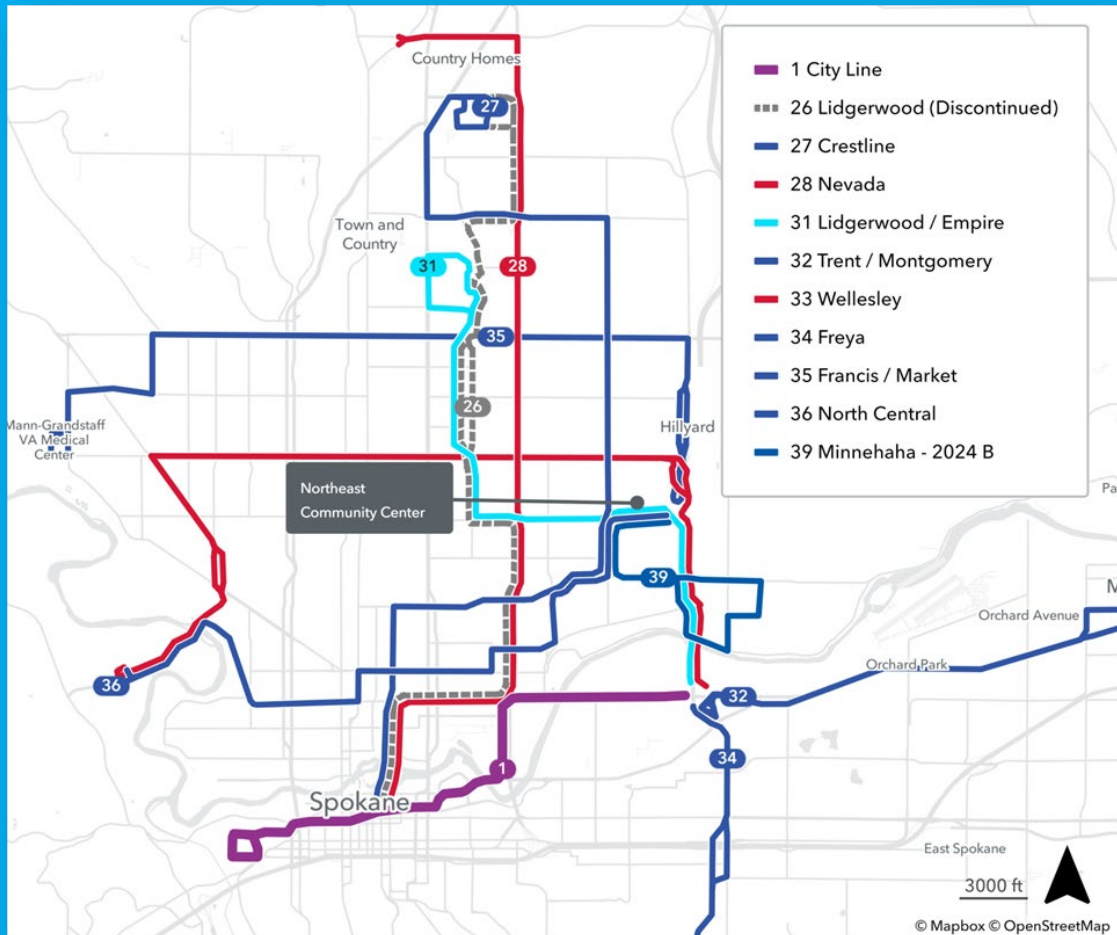 Country Homes
27
Town and
Country
31
28
35
Mann-Grandstaff
VA Medical
Center
26
Hillyard
Northeast
Community Center
39
Orchard Avenue
Orchard Park
36
32
34
1
Spokane
East Spokane
3000 ft
© Mapbox © OpenStreetMap
1 City Line
26 Lidgerwood (Discontinued)
27 Crestline
28 Nevada
31 Lidgerwood / Empire
32 Trent / Montgomery
33 Wellesley
34 Freya
35 Francis / Market
36 North Central
39 Minnehaha - 2024 B